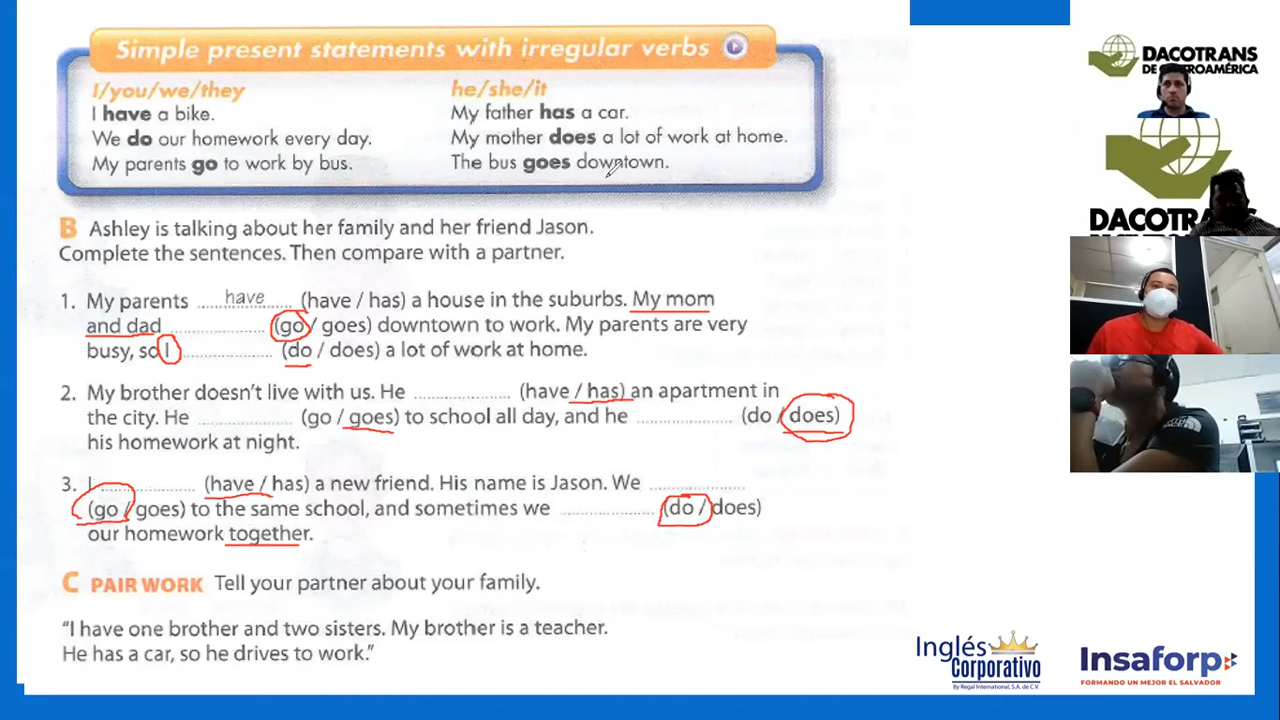 Simple present statements with irregular verbs
I/you/we/they
I have a bike.
We do our homework every day.
My parents go to work by bus.
he/she/it
My father has a car.
My mother does a lot of work at home.
The bus goes downtown.
B Ashley is talking about her family and her friend Jason.
Complete the sentences. Then compare with a partner.
1. My parents have (have / has) a house in the suburbs. My mom
and dad ............ (go / goes) downtown to work. My parents are very
busy, so I ............ (do / does) a lot of work at home.
2. My brother doesn't live with us. He ............ (have / has) an apartment in
the city. He ............ (go / goes) to school all day, and he ............ (do / does)
his homework at night.
3. I ............ (have / has) a new friend. His name is Jason. We ............
(go / goes) to the same school, and sometimes we ............ (do / does)
our homework together.
C PAIR WORK Tell your partner about your family.
"I have one brother and two sisters. My brother is a teacher.
He has a car, so he drives to work."
DACOTRANS
DE CENTROAMÉRICA
DACOTRANS
Inglés
Corporativo
By Regal International, S.A. de C.V.
Insaforp
FORMANDO UN MEJOR EL SALVADOR